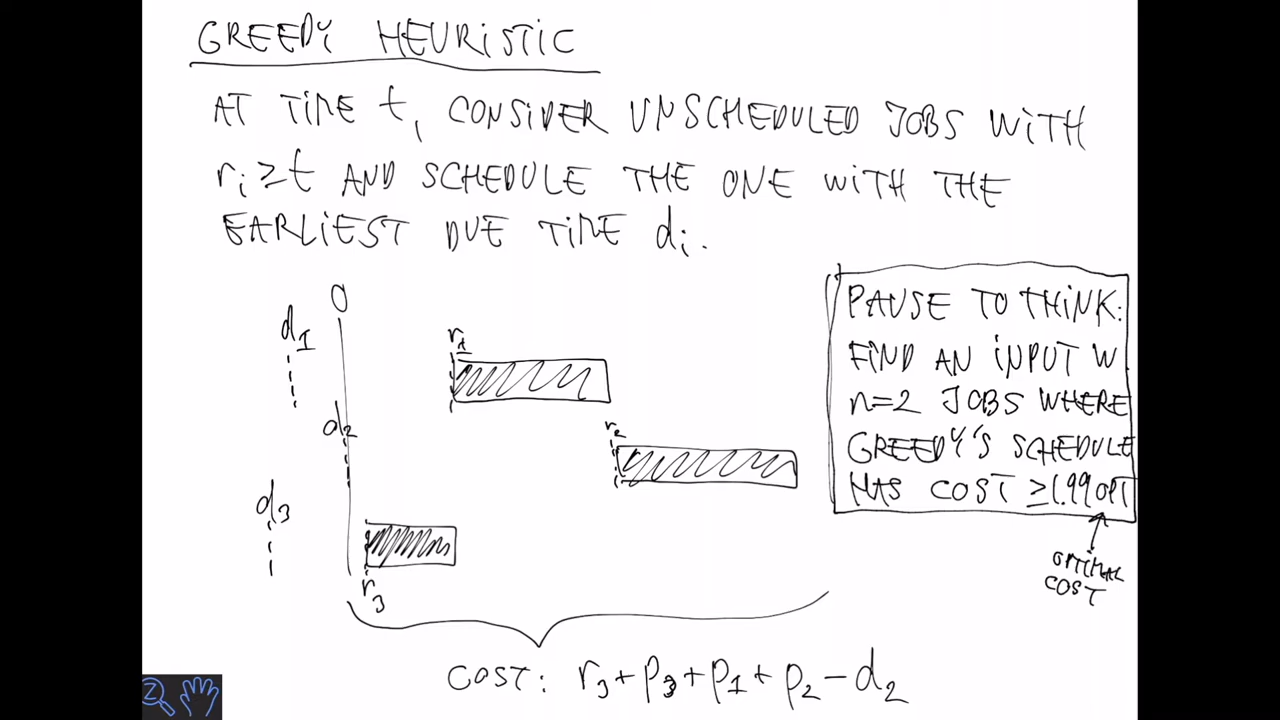 GREEDY HEURISTIC
AT TIME t, CONSIDER UNSCHEDULED JOBS WITH
ri ≥ t AND SCHEDULE THE ONE WITH THE
EARLIEST DUE TIME di.
0
d1
r1
d2
r2
d3
r3
PAUSE TO THINK:
FIND AN INPUT W
n=2 JOBS WHERE
GREEDY'S SCHEDULE
HAS COST ≥1.99 OPT
OPTIMAL
COST
COST: r3 + p3 + p1 + p2 - d2